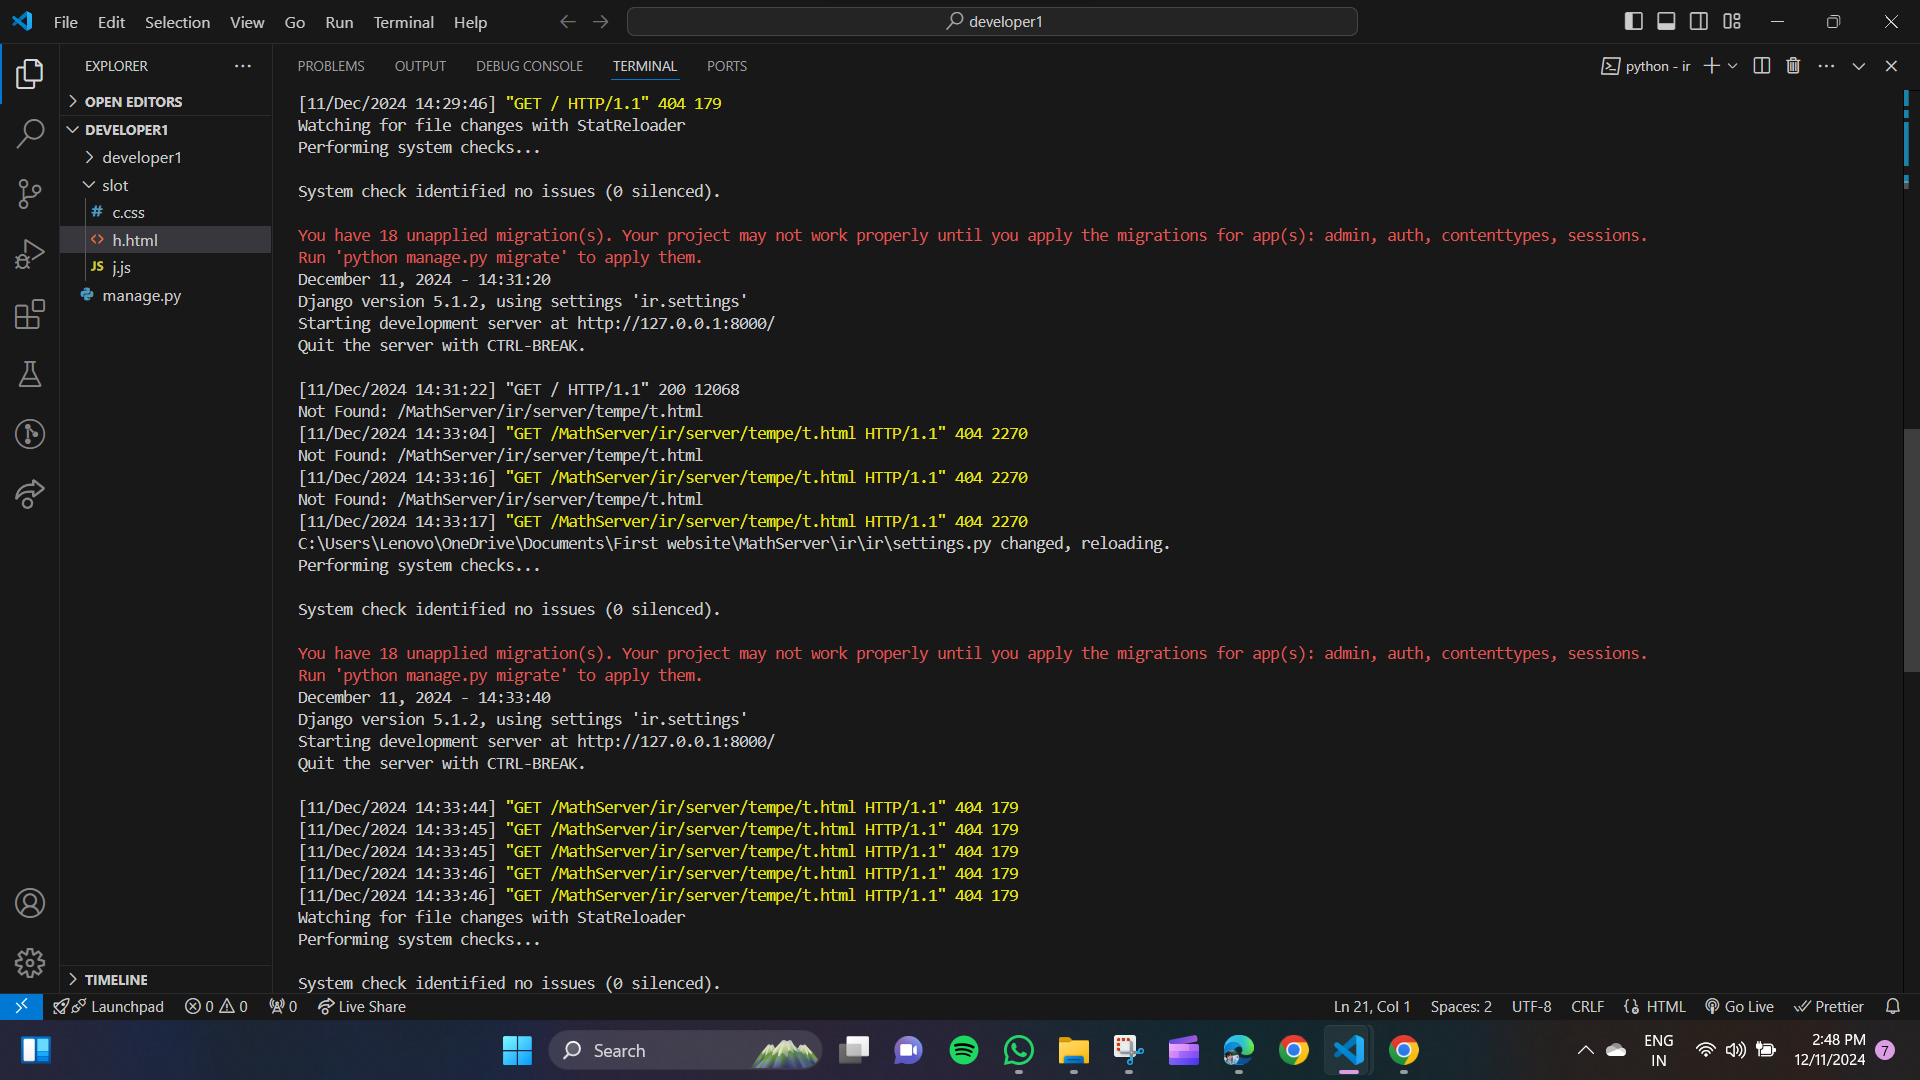 File Edit Selection View Go Run Terminal Help
developer1
EXPLORER
OPEN EDITORS
DEVELOPER1
developer1
slot
# c.css
<> h.html
JS j.js
manage.py
TIMELINE
PROBLEMS OUTPUT DEBUG CONSOLE TERMINAL PORTS
python - ir
[11/Dec/2024 14:29:46] "GET / HTTP/1.1" 404 179
Watching for file changes with StatReloader
Performing system checks...
System check identified no issues (0 silenced).
You have 18 unapplied migration(s). Your project may not work properly until you apply the migrations for app(s): admin, auth, contenttypes, sessions.
Run 'python manage.py migrate' to apply them.
December 11, 2024 - 14:31:20
Django version 5.1.2, using settings 'ir.settings'
Starting development server at http://127.0.0.1:8000/
Quit the server with CTRL-BREAK.
[11/Dec/2024 14:31:22] "GET / HTTP/1.1" 200 12068
Not Found: /MathServer/ir/server/tempe/t.html
[11/Dec/2024 14:33:04] "GET /MathServer/ir/server/tempe/t.html HTTP/1.1" 404 2270
Not Found: /MathServer/ir/server/tempe/t.html
[11/Dec/2024 14:33:16] "GET /MathServer/ir/server/tempe/t.html HTTP/1.1" 404 2270
Not Found: /MathServer/ir/server/tempe/t.html
[11/Dec/2024 14:33:17] "GET /MathServer/ir/server/tempe/t.html HTTP/1.1" 404 2270
C:\Users\Lenovo\OneDrive\Documents\First website\MathServer\ir\ir\settings.py changed, reloading.
Performing system checks...
System check identified no issues (0 silenced).
You have 18 unapplied migration(s). Your project may not work properly until you apply the migrations for app(s): admin, auth, contenttypes, sessions.
Run 'python manage.py migrate' to apply them.
December 11, 2024 - 14:33:40
Django version 5.1.2, using settings 'ir.settings'
Starting development server at http://127.0.0.1:8000/
Quit the server with CTRL-BREAK.
[11/Dec/2024 14:33:44] "GET /MathServer/ir/server/tempe/t.html HTTP/1.1" 404 179
[11/Dec/2024 14:33:45] "GET /MathServer/ir/server/tempe/t.html HTTP/1.1" 404 179
[11/Dec/2024 14:33:45] "GET /MathServer/ir/server/tempe/t.html HTTP/1.1" 404 179
[11/Dec/2024 14:33:46] "GET /MathServer/ir/server/tempe/t.html HTTP/1.1" 404 179
[11/Dec/2024 14:33:46] "GET /MathServer/ir/server/tempe/t.html HTTP/1.1" 404 179
Watching for file changes with StatReloader
Performing system checks...
System check identified no issues (0 silenced).
Launchpad 0 0 0 Live Share
Ln 21, Col 1 Spaces: 2 UTF-8 CRLF {} HTML Go Live Prettier
Search
ENG
IN
2:48 PM
12/11/2024
7